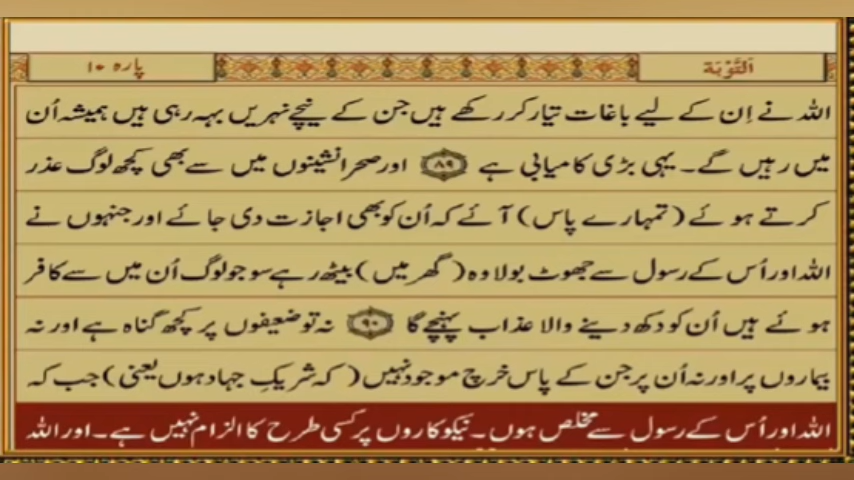 پارہ ۱۰
اَلتَّوْبَة
اللہ نے اِن کے لیے باغات تیار کر رکھے ہیں جن کے نیچے نہریں بہہ رہی ہیں ہمیشہ اُن
میں رہیں گے۔ یہی بڑی کامیابی ہے ۸۹ اور صحرانشینوں میں سے بھی کچھ لوگ عذر
کرتے ہوئے (تمہارے پاس) آئے کہ اُن کو بھی اجازت دی جائے اور جنہوں نے
اللہ اور اُس کے رسول سے جھوٹ بولا وہ (گھر میں) بیٹھ رہے سو جو لوگ اُن میں سے کافر
ہوئے ہیں اُن کو دکھ دینے والا عذاب پہنچے گا ۹۰ نہ تو ضعیفوں پر کچھ گناہ ہے اور نہ
بیماروں پر اور نہ اُن پر جن کے پاس خرچ موجود نہیں (کہ شریکِ جہاد ہوں یعنی) جب کہ
اللہ اور اُس کے رسول سے مخلص ہوں۔ نیکوکاروں پر کسی طرح کا الزام نہیں ہے۔ اور اللہ